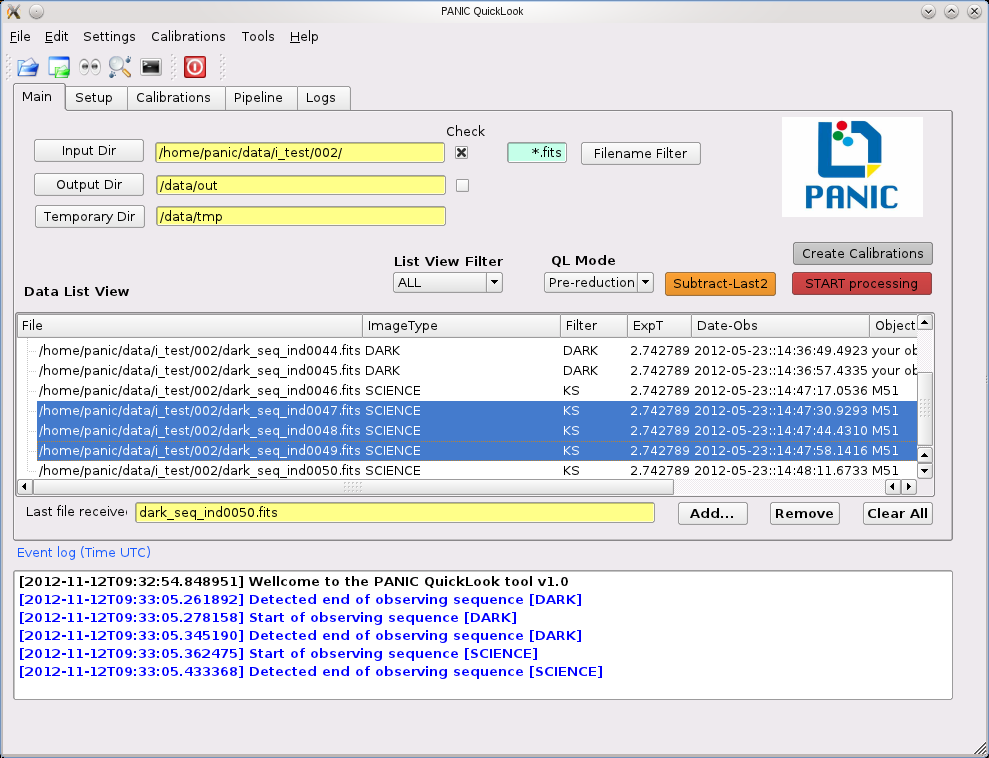 PANIC QuickLook
File Edit Settings Calibrations Tools Help
Main Setup Calibrations Pipeline Logs
Check
Input Dir /home/panic/data/i_test/002/ *.fits Filename Filter
Output Dir /data/out
Temporary Dir /data/tmp
PANIC
List View Filter QL Mode Create Calibrations
ALL Pre-reduction Subtract-Last2 START processing
Data List View
File ImageType Filter ExpT Date-Obs Object
/home/panic/data/i_test/002/dark_seq_ind0044.fits DARK DARK 2.742789 2012-05-23::14:36:49.4923 your ob
/home/panic/data/i_test/002/dark_seq_ind0045.fits DARK DARK 2.742789 2012-05-23::14:36:57.4335 your ob
/home/panic/data/i_test/002/dark_seq_ind0046.fits SCIENCE KS 2.742789 2012-05-23::14:47:17.0536 M51
/home/panic/data/i_test/002/dark_seq_ind0047.fits SCIENCE KS 2.742789 2012-05-23::14:47:30.9293 M51
/home/panic/data/i_test/002/dark_seq_ind0048.fits SCIENCE KS 2.742789 2012-05-23::14:47:44.4310 M51
/home/panic/data/i_test/002/dark_seq_ind0049.fits SCIENCE KS 2.742789 2012-05-23::14:47:58.1416 M51
/home/panic/data/i_test/002/dark_seq_ind0050.fits SCIENCE KS 2.742789 2012-05-23::14:48:11.6733 M51
Last file receive dark_seq_ind0050.fits Add... Remove Clear All
Event log (Time UTC)
[2012-11-12T09:32:54.848951] Wellcome to the PANIC QuickLook tool v1.0
[2012-11-12T09:33:05.261892] Detected end of observing sequence [DARK]
[2012-11-12T09:33:05.278158] Start of observing sequence [DARK]
[2012-11-12T09:33:05.345190] Detected end of observing sequence [DARK]
[2012-11-12T09:33:05.362475] Start of observing sequence [SCIENCE]
[2012-11-12T09:33:05.433368] Detected end of observing sequence [SCIENCE]